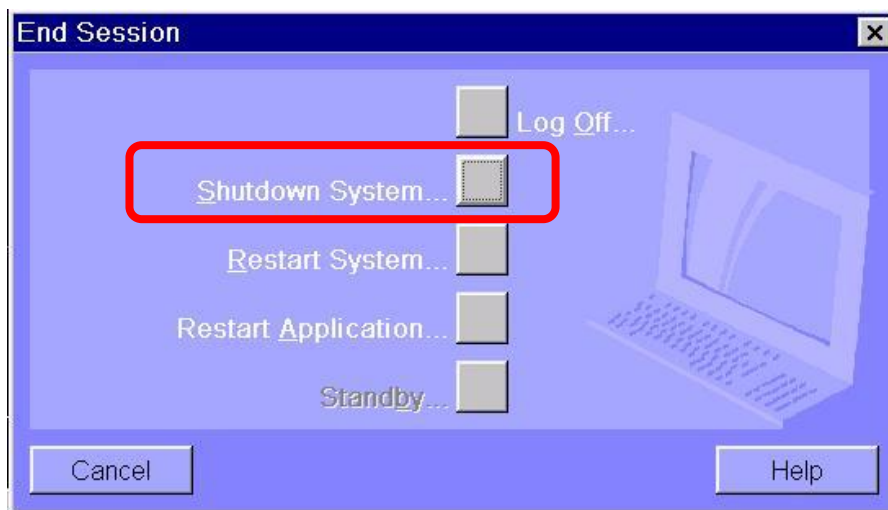 End Session
Log Off...
Shutdown System...
Restart System...
Restart Application...
Standby...
Cancel
Help